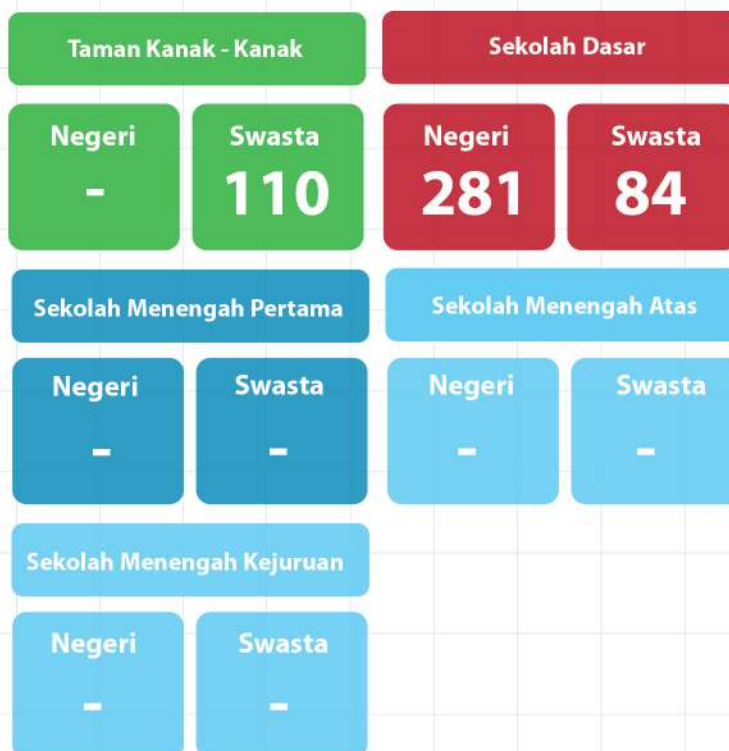 Taman Kanak - Kanak
Negeri
-
Swasta
110
Sekolah Dasar
Negeri
281
Swasta
84
Sekolah Menengah Pertama
Negeri
-
Swasta
-
Sekolah Menengah Atas
Negeri
-
Swasta
-
Sekolah Menengah Kejuruan
Negeri
-
Swasta
-